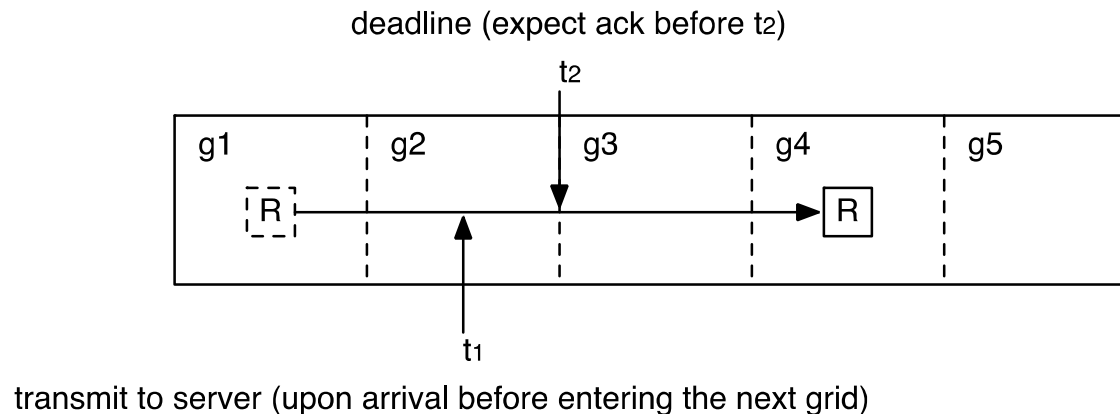 deadline (expect ack before t2)
t2
g1 g2 g3 g4 g5
R R
t1
transmit to server (upon arrival before entering the next grid)